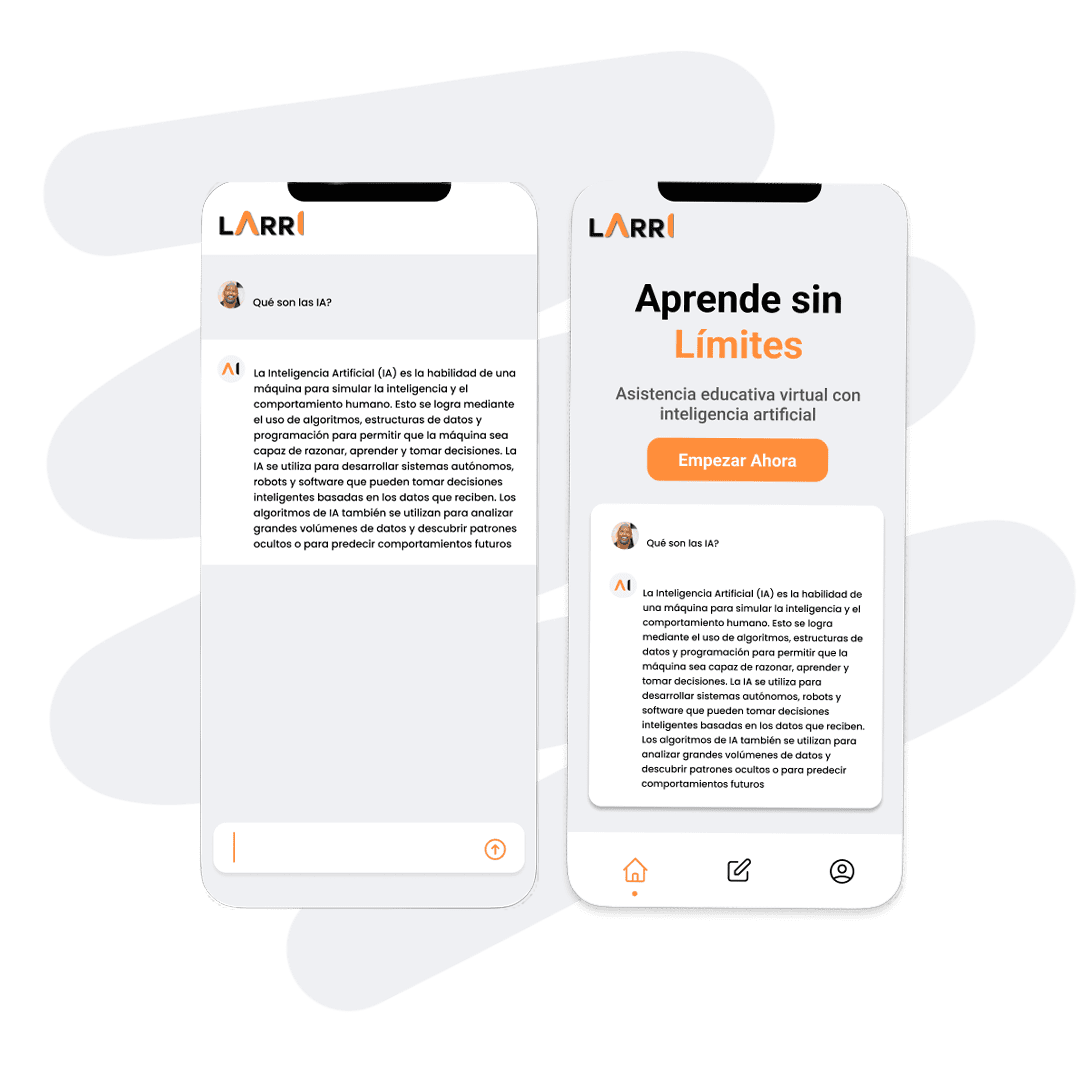 LARRI
Qué son las IA?
AI
La Inteligencia Artificial (IA) es la habilidad de una
máquina para simular la inteligencia y el
comportamiento humano. Esto se logra mediante
el uso de algoritmos, estructuras de datos y
programación para permitir que la máquina sea
capaz de razonar, aprender y tomar decisiones. La
IA se utiliza para desarrollar sistemas autónomos,
robots y software que pueden tomar decisiones
inteligentes basadas en los datos que reciben. Los
algoritmos de IA también se utilizan para analizar
grandes volúmenes de datos y descubrir patrones
ocultos o para predecir comportamientos futuros
LARRI
Aprende sin
Límites
Asistencia educativa virtual con
inteligencia artificial
Empezar Ahora
Qué son las IA?
AI
La Inteligencia Artificial (IA) es la habilidad de
una máquina para simular la inteligencia y el
comportamiento humano. Esto se logra
mediante el uso de algoritmos, estructuras de
datos y programación para permitir que la
máquina sea capaz de razonar, aprender y
tomar decisiones. La IA se utiliza para
desarrollar sistemas autónomos, robots y
software que pueden tomar decisiones
inteligentes basadas en los datos que reciben.
Los algoritmos de IA también se utilizan para
analizar grandes volúmenes de datos y
descubrir patrones ocultos o para predecir
comportamientos futuros